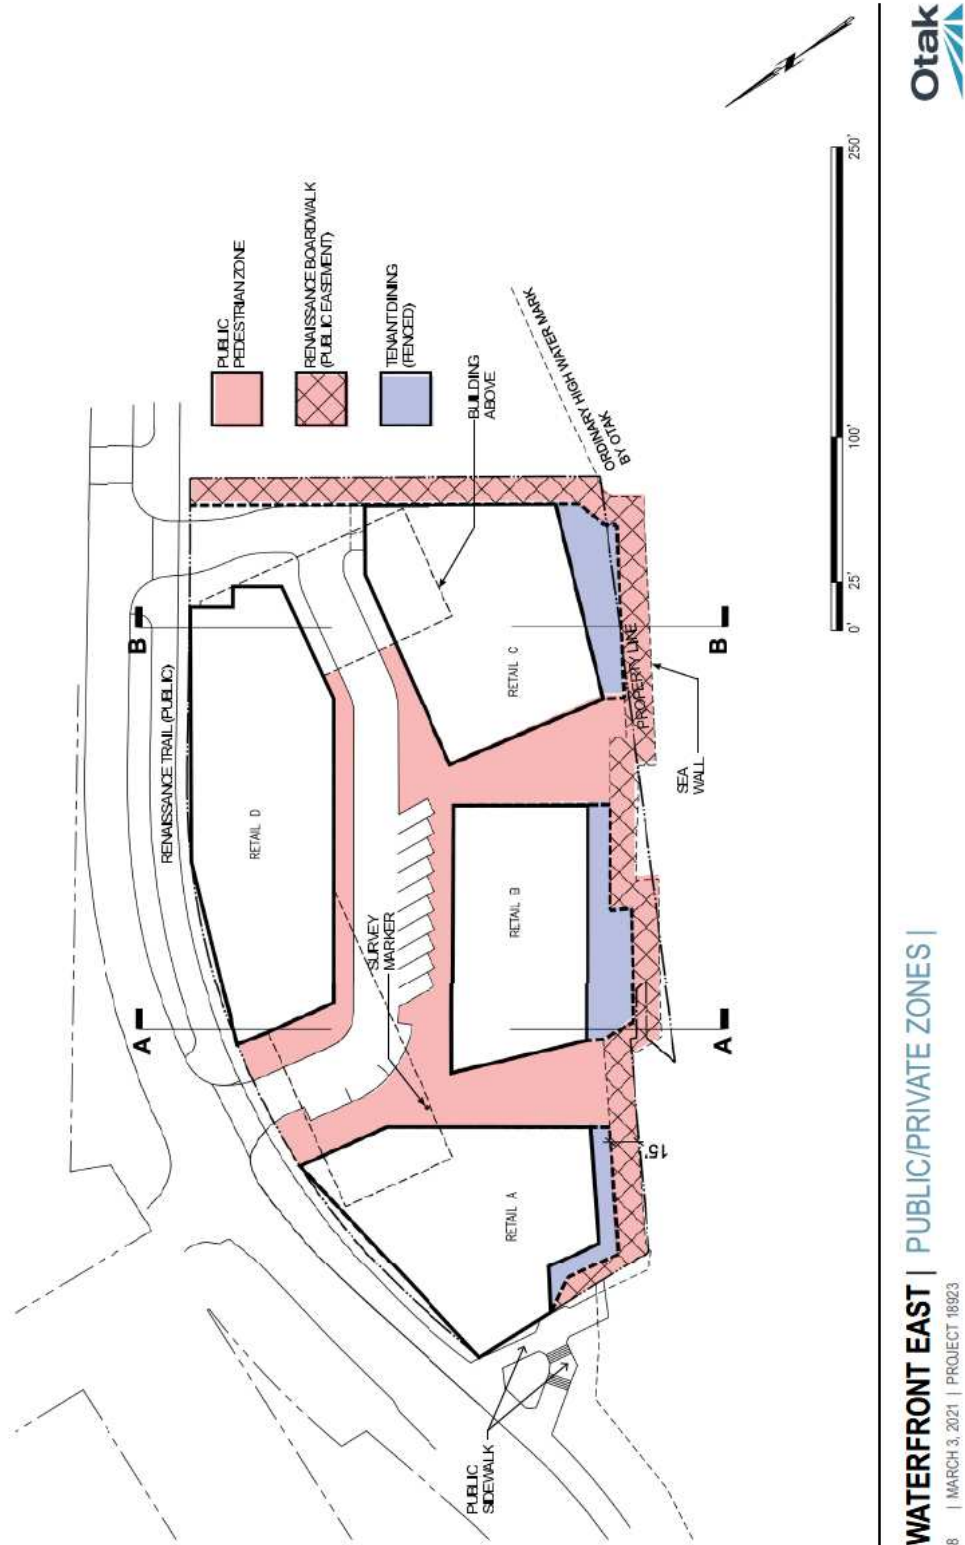 PUBLIC
PEDESTRIAN ZONE
RENAISSANCE BOARDWALK
(PUBLIC EASEMENT)
TENANT DINING
(FENCED)
BUILDING
ABOVE
ORDINARY HIGH WATER MARK
BY OTAK
B
B
RENAISSANCE TRAIL (PUBLIC)
RETAIL D
RETAIL C
PROPERTY LINE
SEA
WALL
SURVEY
MARKER
RETAIL B
A
A
RETAIL A
15'
PUBLIC
SIDEWALK
0'
25'
100'
250'
N
WATERFRONT EAST | PUBLIC/PRIVATE ZONES |
8 | MARCH 3, 2021 | PROJECT 18923
Otak